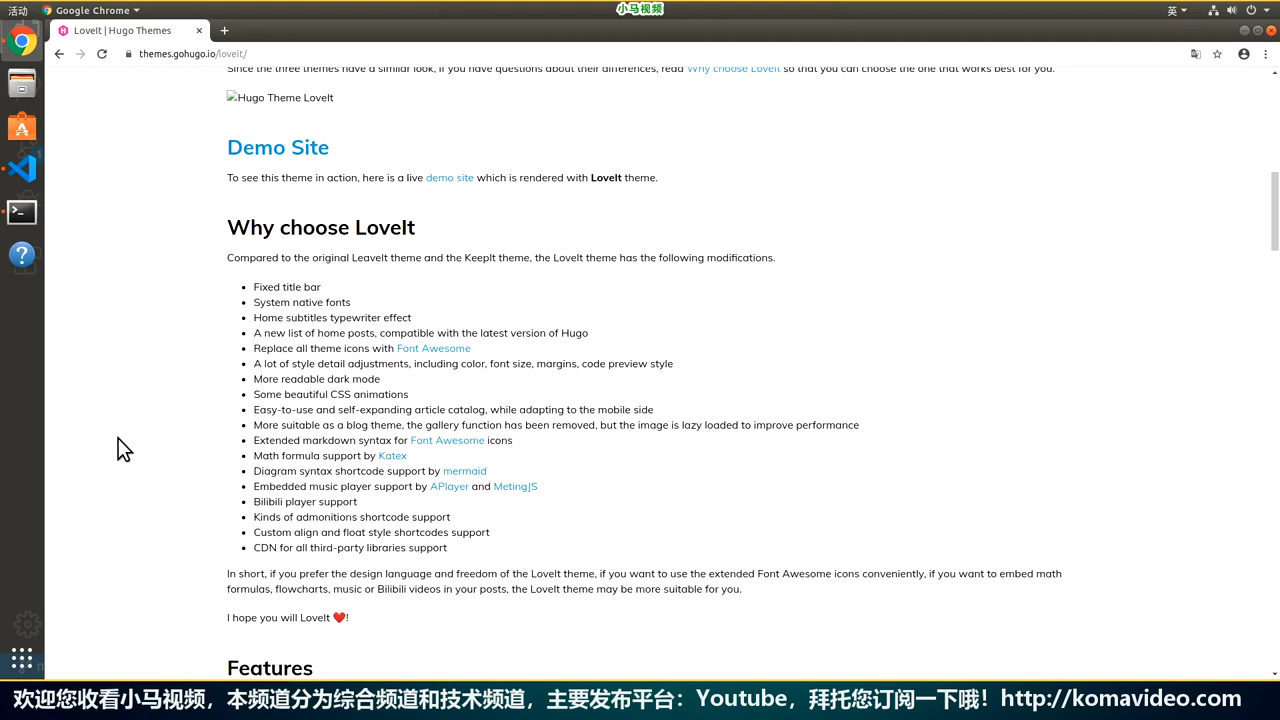 活动
Google Chrome
小马视频
英
LoveIt | Hugo Themes
themes.gohugo.io/loveit/
Since the three themes have a similar look, if you have questions about their differences, read Why choose LoveIt so that you can choose the one that works best for you.
Hugo Theme LoveIt
Demo Site
To see this theme in action, here is a live demo site which is rendered with LoveIt theme.
Why choose LoveIt
Compared to the original LeaveIt theme and the KeepIt theme, the LoveIt theme has the following modifications.
Fixed title bar
System native fonts
Home subtitles typewriter effect
A new list of home posts, compatible with the latest version of Hugo
Replace all theme icons with Font Awesome
A lot of style detail adjustments, including color, font size, margins, code preview style
More readable dark mode
Some beautiful CSS animations
Easy-to-use and self-expanding article catalog, while adapting to the mobile side
More suitable as a blog theme, the gallery function has been removed, but the image is lazy loaded to improve performance
Extended markdown syntax for Font Awesome icons
Math formula support by Katex
Diagram syntax shortcode support by mermaid
Embedded music player support by APlayer and MetingJS
Bilibili player support
Kinds of admonitions shortcode support
Custom align and float style shortcodes support
CDN for all third-party libraries support
In short, if you prefer the design language and freedom of the LoveIt theme, if you want to use the extended Font Awesome icons conveniently, if you want to embed math
formulas, flowcharts, music or Bilibili videos in your posts, the LoveIt theme may be more suitable for you.
I hope you will LoveIt ❤️!
Features
欢迎您收看小马视频，本频道分为综合频道和技术频道，主要发布平台：Youtube，拜托您订阅一下哦！http://komavideo.com